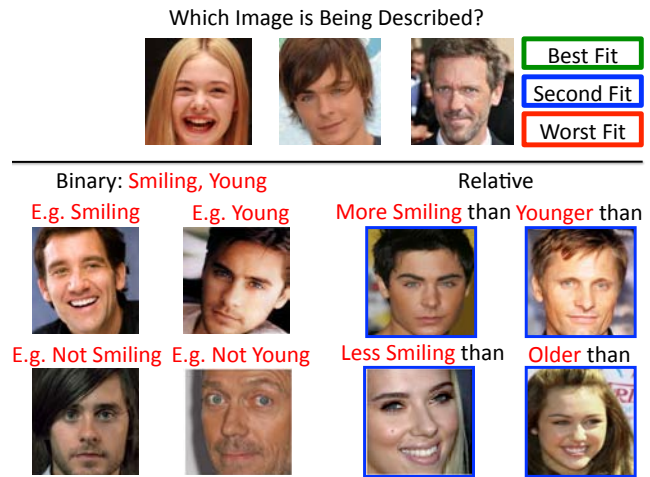 Which Image is Being Described?
Best Fit
Second Fit
Worst Fit
Binary: Smiling, Young
Relative
E.g. Smiling
E.g. Young
More Smiling than
Younger than
E.g. Not Smiling
E.g. Not Young
Less Smiling than
Older than